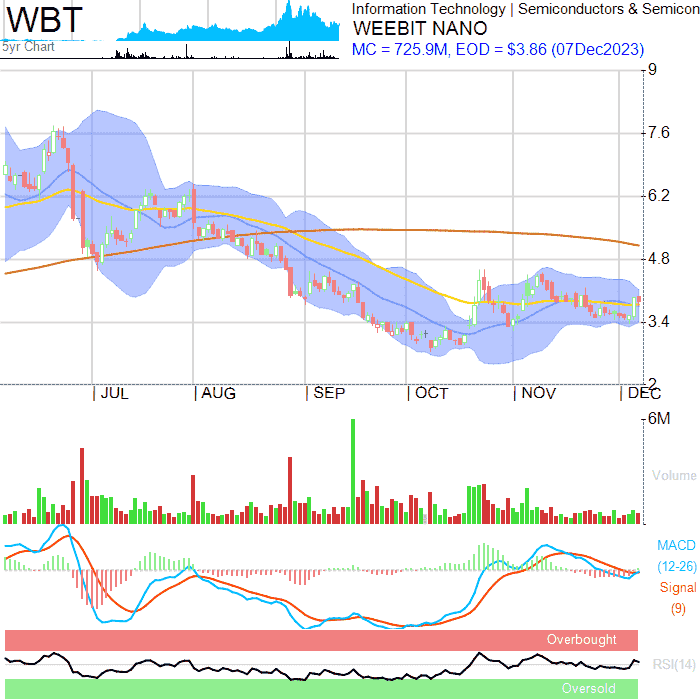 WBT
5yr Chart
Information Technology | Semiconductors & Semicon
WEEBIT NANO
MC = 725.9M, EOD = $3.86 (07Dec2023)
9
7.6
6.2
4.8
3.4
2
JUL
AUG
SEP
OCT
NOV
DEC
6M
Volume
MACD
(12-26)
Signal
(9)
Overbought
RSI(14)
Oversold